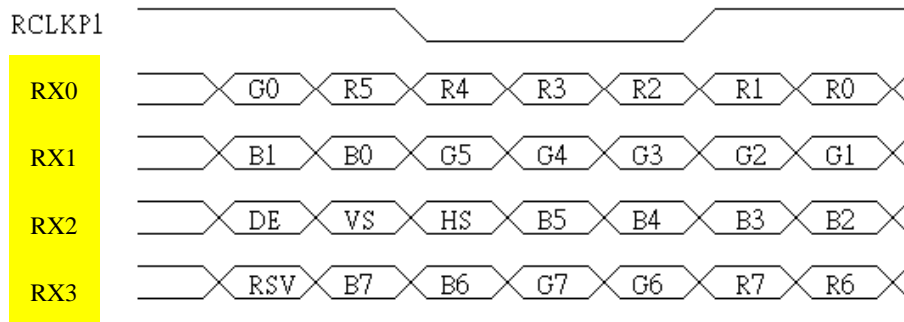 RCLKP1
RX0 G0 R5 R4 R3 R2 R1 R0
RX1 B1 B0 G5 G4 G3 G2 G1
RX2 DE VS HS B5 B4 B3 B2
RX3 RSV B7 B6 G7 G6 R7 R6